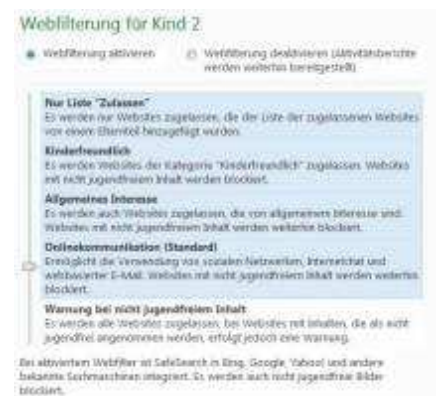 Webfilterung für Kind 2
Webfilterung aktivieren
Webfilterung deaktivieren (Aktivitätsberichte
werden weiterhin bereitgestellt)
Nur Liste "Zulassen"
Es werden nur Websites zugelassen, die der Liste der zugelassenen Websites
von einem Elternteil hinzugefügt wurden.
Kinderfreundlich
Es werden Websites der Kategorie "Kinderfreundlich" zugelassen. Websites
mit nicht jugendfreiem Inhalt werden blockiert.
Allgemeines Interesse
Es werden auch Websites zugelassen, die von allgemeinem Interesse sind.
Websites mit nicht jugendfreiem Inhalt werden weiterhin blockiert.
Onlinekommunikation (Standard)
Ermöglicht die Verwendung von sozialen Netzwerken, Internetchat und
webbasierter E-Mail. Websites mit nicht jugendfreiem Inhalt werden weiterhin
blockiert.
Warnung bei nicht jugendfreiem Inhalt
Es werden alle Websites zugelassen, bei Websites mit Inhalten, die als nicht
jugendfrei angenommen werden, erfolgt jedoch eine Warnung.
Bei aktiviertem Webfilter ist SafeSearch in Bing, Google, Yahoo! und andere
bekannte Suchmaschinen integriert. Es werden auch nicht jugendfreie Bilder
blockiert.